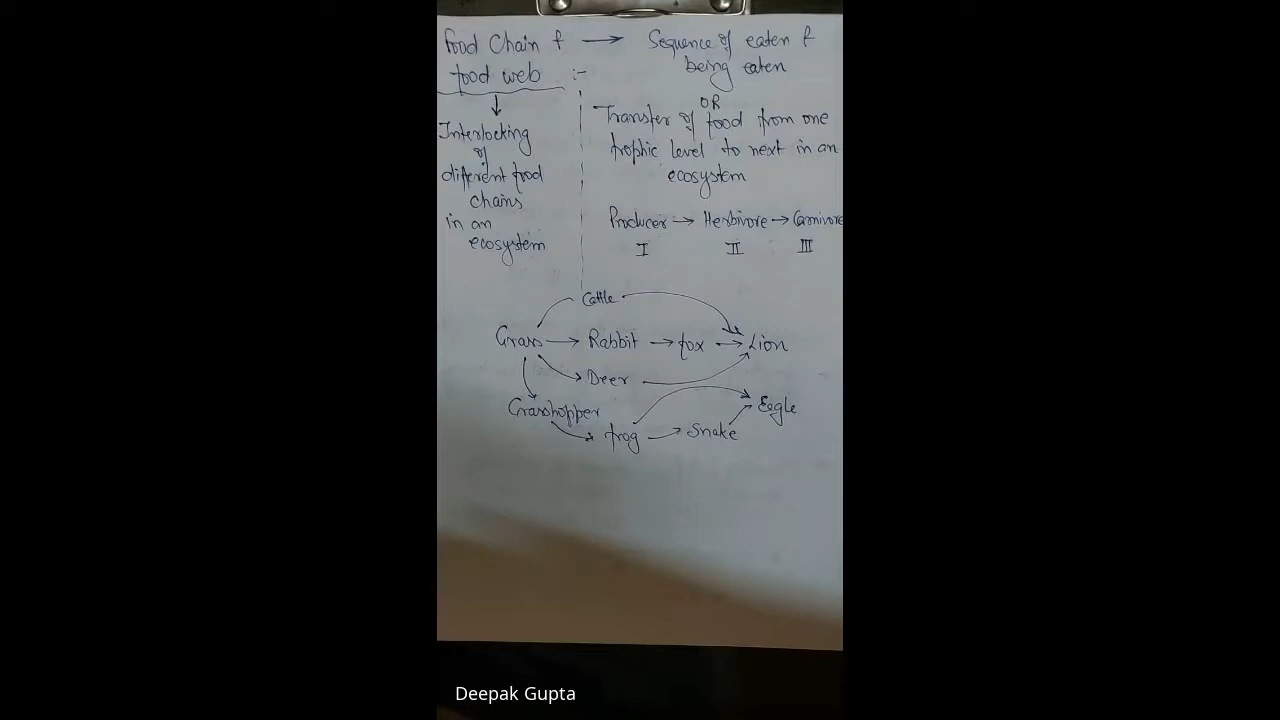 Food Chain &
food web :-
→ Sequence of eaten &
being eaten
OR
Transfer of food from one
trophic level to next in an
ecosystem
Producer → Herbivore → Carnivore
I II III
↓
Interlocking
of
different food
chains
in an
ecosystem
Cattle
Grass → Rabbit → fox → Lion
Deer
Grasshopper Eagle
frog → Snake
Deepak Gupta